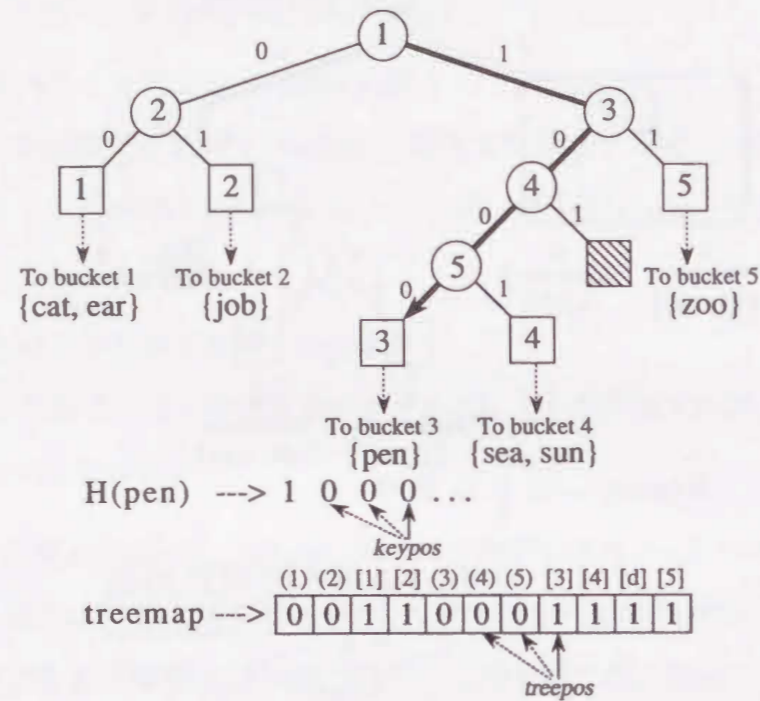 1
0 1
2 3
0 1 0 1
1 2 4 5
0 1
To bucket 1 To bucket 2 5 To bucket 5
{cat, ear} {job} {zoo}
0 1
3 4
To bucket 3 To bucket 4
{pen} {sea, sun}
H(pen) ---> 1 0 0 0 ...
keypos
(1) (2) [1] [2] (3) (4) (5) [3] [4] [d] [5]
treemap ---> 0 0 1 1 0 0 0 1 1 1 1
treepos